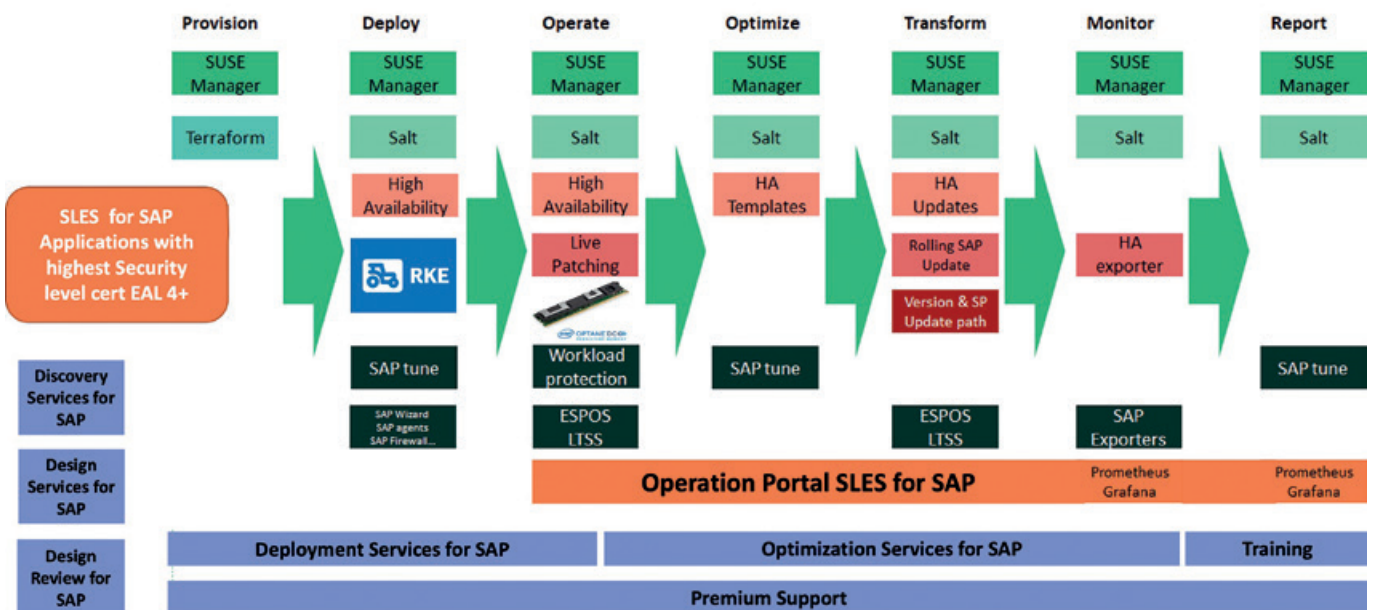 Provision
Deploy
Operate
Optimize
Transform
Monitor
Report
SUSE
Manager
SUSE
Manager
SUSE
Manager
SUSE
Manager
SUSE
Manager
SUSE
Manager
SUSE
Manager
Terraform
Salt
Salt
Salt
Salt
Salt
Salt
High
Availability
High
Availability
HA
Templates
HA
Updates
SLES for SAP
Applications with
highest Security
level cert EAL 4+
RKE
Live
Patching
Rolling SAP
Update
HA
exporter
Version & SP
Update path
OPTANE DC
SAP tune
Workload
protection
SAP tune
SAP tune
Discovery
Services for
SAP
SAP Wizard
SAP agents
SAP Firewall...
ESPOS
LTSS
ESPOS
LTSS
SAP
Exporters
Design
Services for
SAP
Operation Portal SLES for SAP
Prometheus
Grafana
Prometheus
Grafana
Design
Review for
SAP
Deployment Services for SAP
Optimization Services for SAP
Training
Premium Support